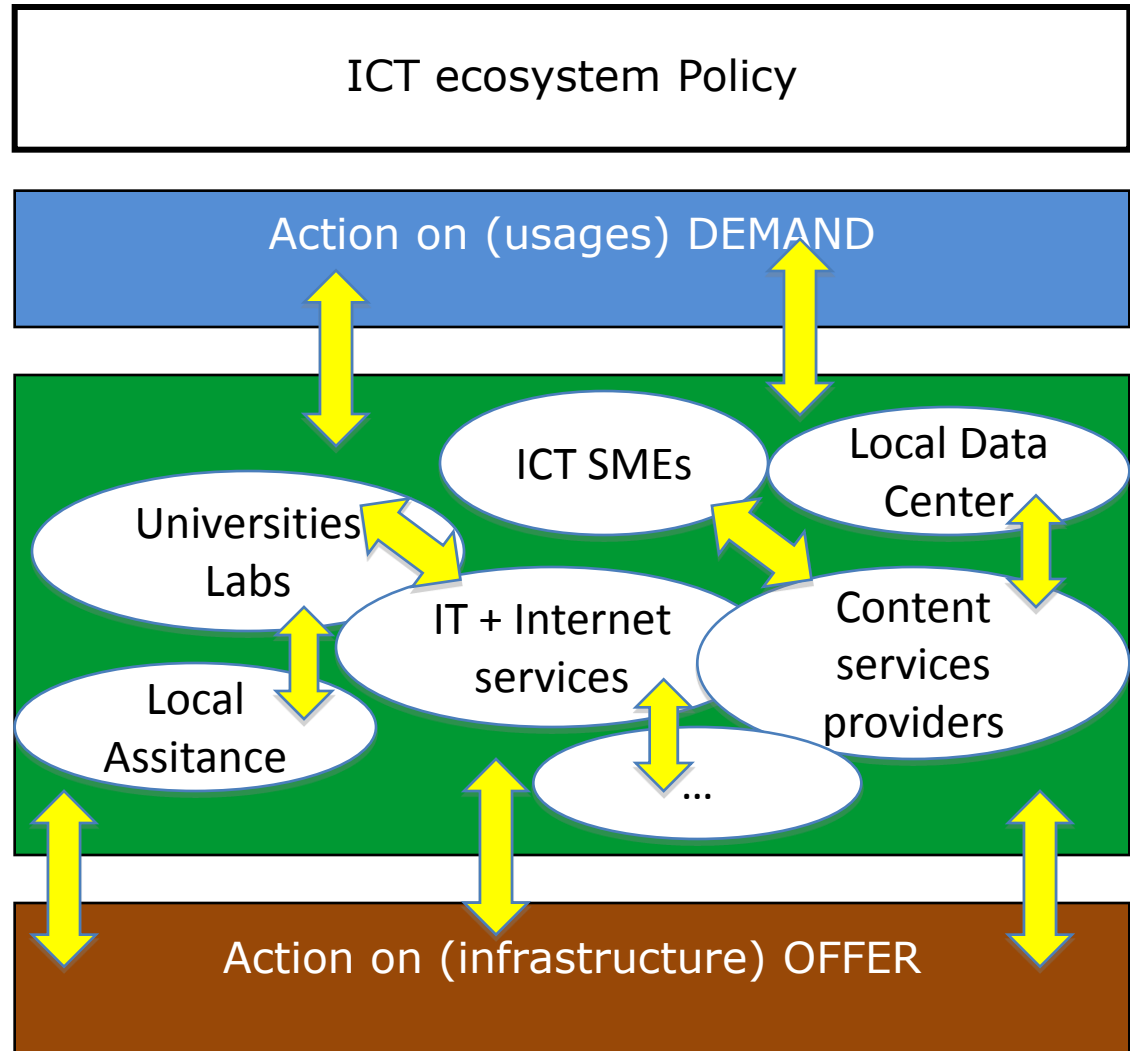 ICT ecosystem Policy
Action on (usages) DEMAND
ICT SMEs
Local Data
Center
Universities
Labs
IT + Internet
services
Content
services
providers
Local
Assitance
...
Action on (infrastructure) OFFER